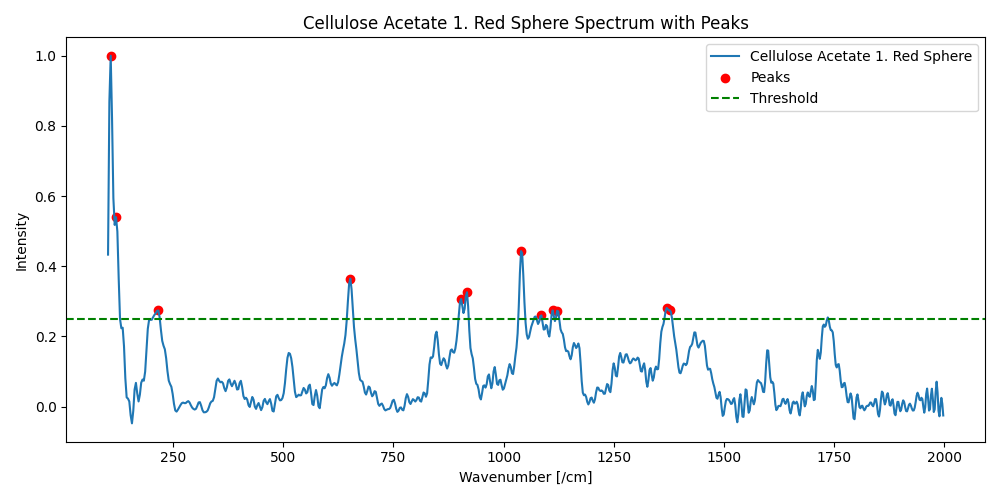 Cellulose Acetate 1. Red Sphere Spectrum with Peaks
Cellulose Acetate 1. Red Sphere
Peaks
Threshold
Intensity
1.0
0.8
0.6
0.4
0.2
0.0
250 500 750 1000 1250 1500 1750 2000
Wavenumber [/cm]